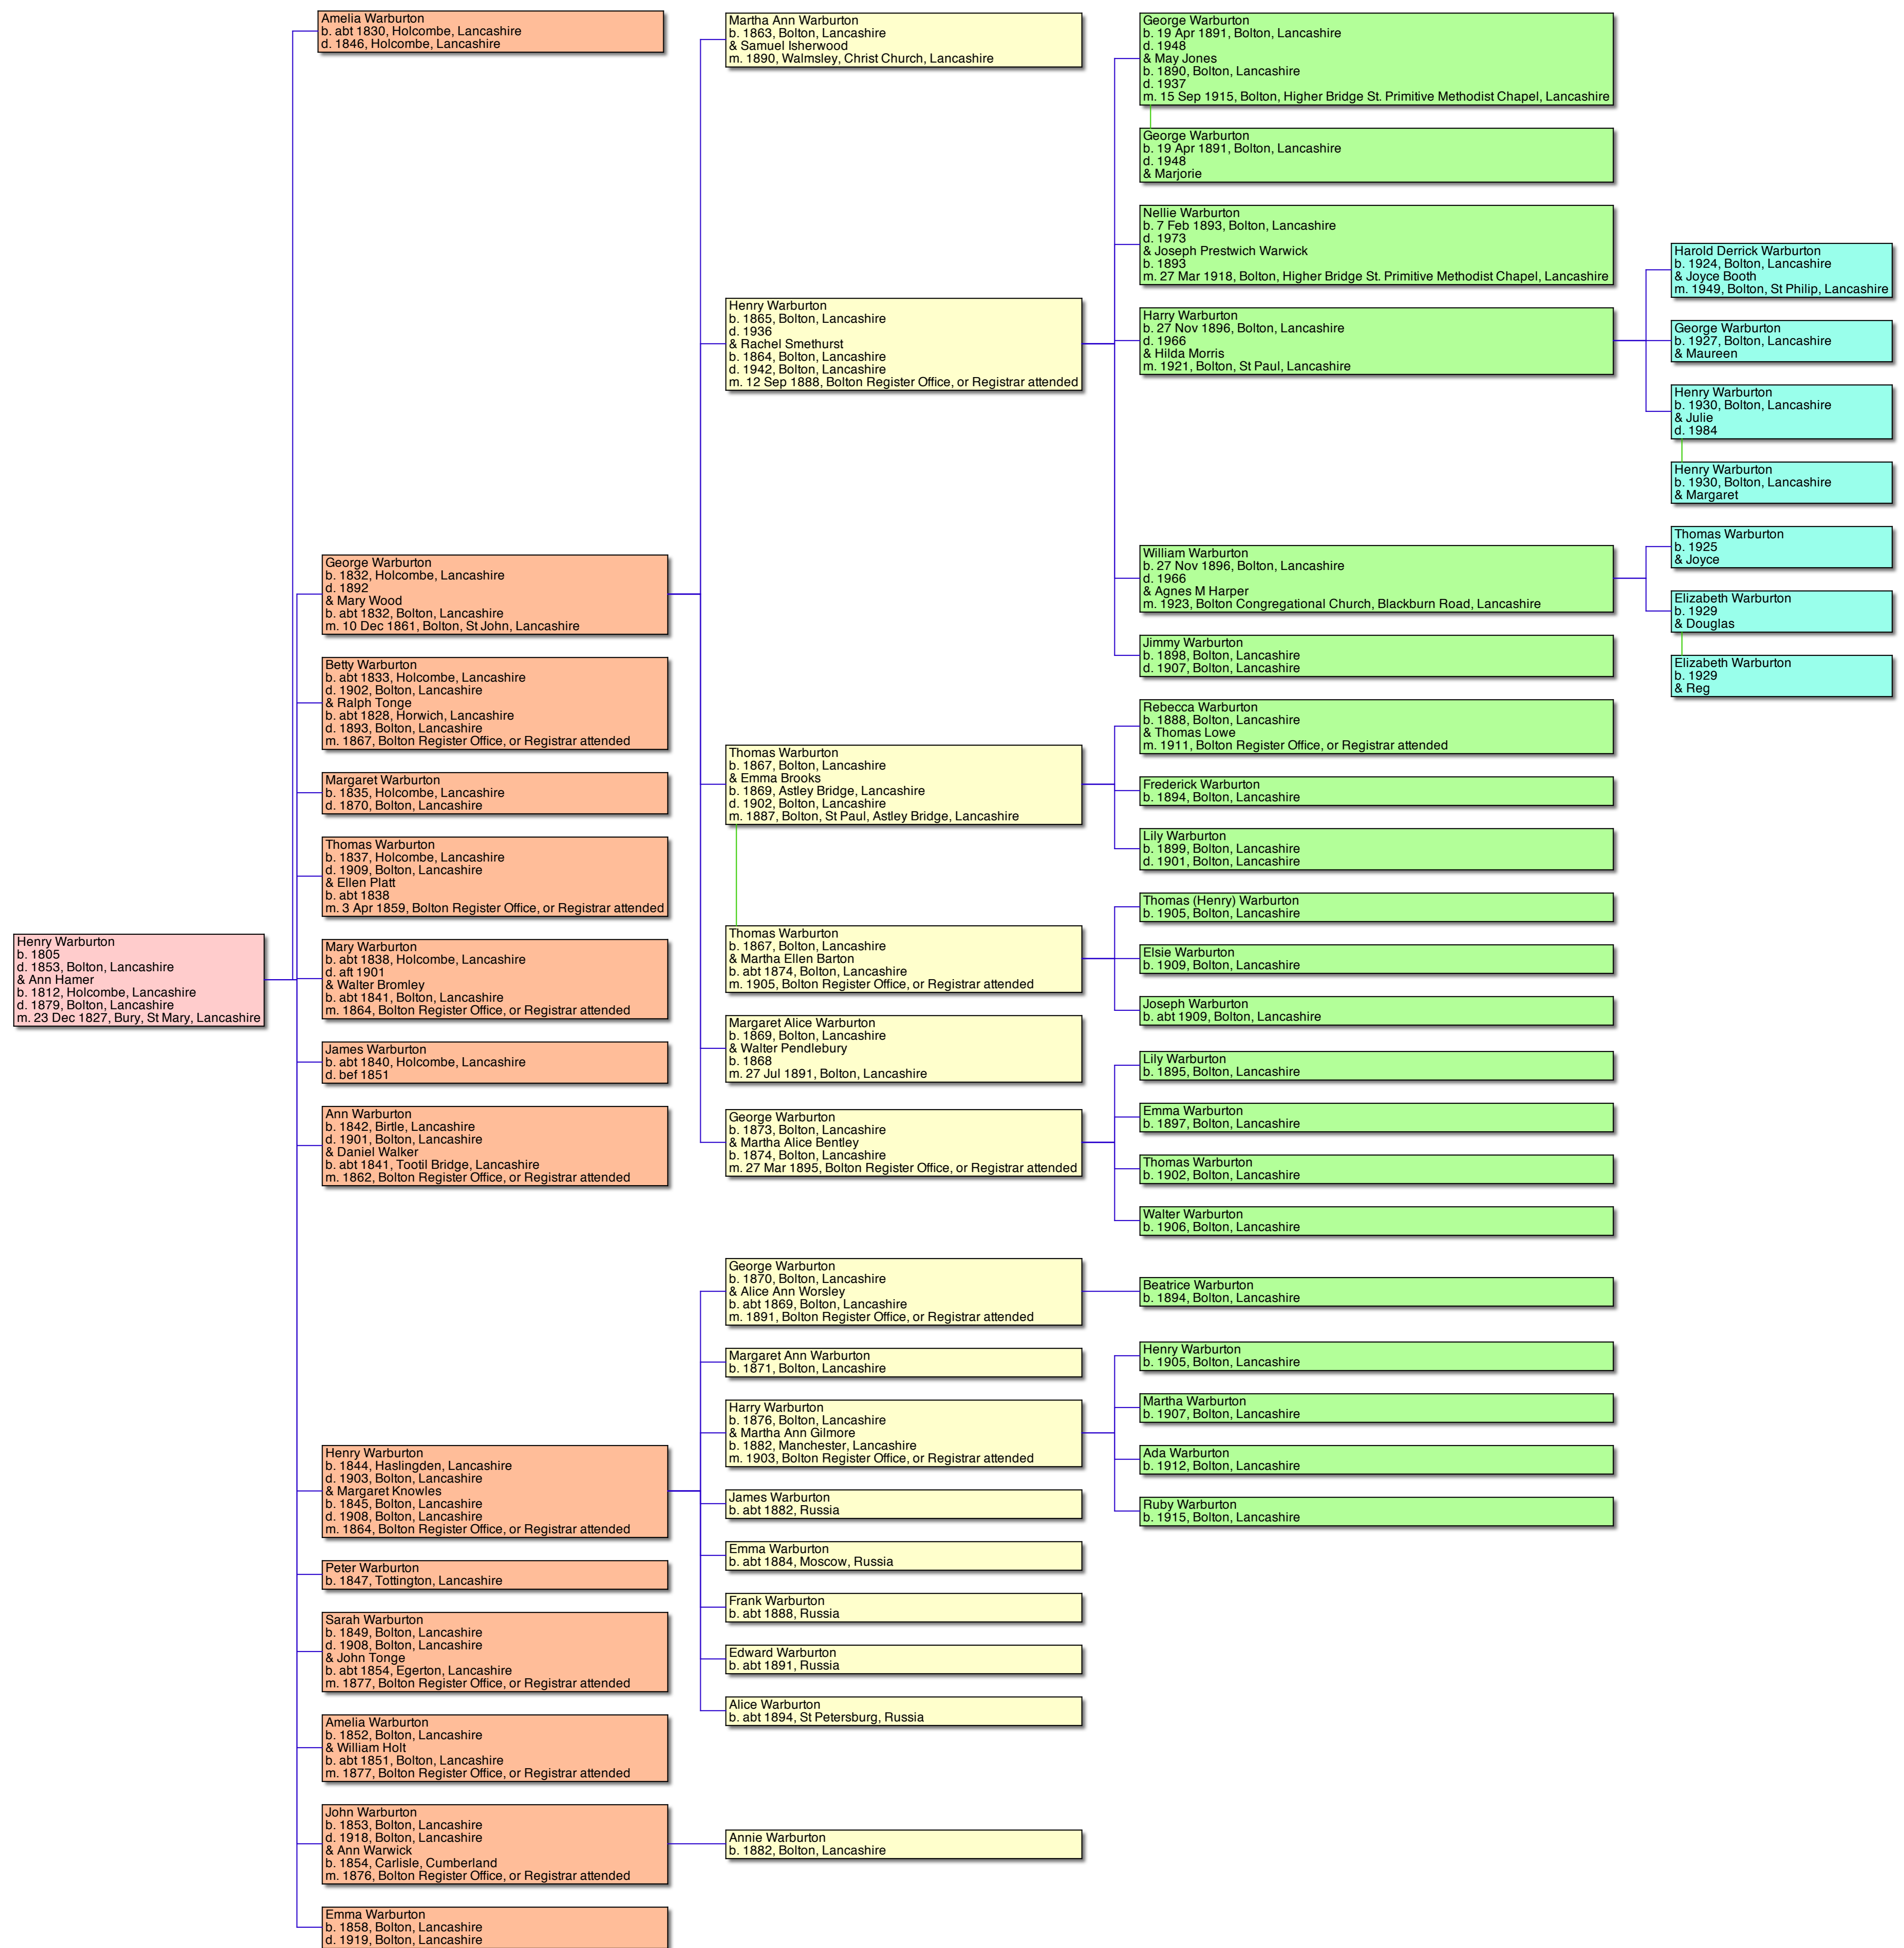 Henry Warburton
b. 1805
d. 1853, Bolton, Lancashire
& Ann Hamer
b. 1812, Holcombe, Lancashire
d. 1879, Bolton, Lancashire
m. 23 Dec 1827, Bury, St Mary, Lancashire
Amelia Warburton
b. abt 1830, Holcombe, Lancashire
d. 1846, Holcombe, Lancashire
George Warburton
b. 1832, Holcombe, Lancashire
d. 1892
& Mary Wood
b. abt 1832, Bolton, Lancashire
m. 10 Dec 1861, Bolton, St John, Lancashire
Betty Warburton
b. abt 1833, Holcombe, Lancashire
d. 1902, Bolton, Lancashire
& Ralph Tonge
b. abt 1828, Horwich, Lancashire
d. 1893, Bolton, Lancashire
m. 1867, Bolton Register Office, or Registrar attended
Margaret Warburton
b. 1835, Holcombe, Lancashire
d. 1870, Bolton, Lancashire
Thomas Warburton
b. 1837, Holcombe, Lancashire
d. 1909, Bolton, Lancashire
& Ellen Platt
b. abt 1838
m. 3 Apr 1859, Bolton Register Office, or Registrar attended
Mary Warburton
b. abt 1838, Holcombe, Lancashire
d. aft 1901
& Walter Bromley
b. abt 1841, Bolton, Lancashire
m. 1864, Bolton Register Office, or Registrar attended
James Warburton
b. abt 1840, Holcombe, Lancashire
d. bef 1851
Ann Warburton
b. 1842, Birtle, Lancashire
d. 1901, Bolton, Lancashire
& Daniel Walker
b. abt 1841, Tootil Bridge, Lancashire
m. 1862, Bolton Register Office, or Registrar attended
Henry Warburton
b. 1844, Haslingden, Lancashire
d. 1903, Bolton, Lancashire
& Margaret Knowles
b. 1845, Bolton, Lancashire
d. 1908, Bolton, Lancashire
m. 1864, Bolton Register Office, or Registrar attended
Peter Warburton
b. 1847, Tottington, Lancashire
Sarah Warburton
b. 1849, Bolton, Lancashire
d. 1908, Bolton, Lancashire
& John Tonge
b. abt 1854, Egerton, Lancashire
m. 1877, Bolton Register Office, or Registrar attended
Amelia Warburton
b. 1852, Bolton, Lancashire
& William Holt
b. abt 1851, Bolton, Lancashire
m. 1877, Bolton Register Office, or Registrar attended
John Warburton
b. 1853, Bolton, Lancashire
d. 1918, Bolton, Lancashire
& Ann Warwick
b. 1854, Carlisle, Cumberland
m. 1876, Bolton Register Office, or Registrar attended
Emma Warburton
b. 1858, Bolton, Lancashire
d. 1919, Bolton, Lancashire
Martha Ann Warburton
b. 1863, Bolton, Lancashire
& Samuel Isherwood
m. 1890, Walmsley, Christ Church, Lancashire
Henry Warburton
b. 1865, Bolton, Lancashire
d. 1936
& Rachel Smethurst
b. 1864, Bolton, Lancashire
d. 1942, Bolton, Lancashire
m. 12 Sep 1888, Bolton Register Office, or Registrar attended
Thomas Warburton
b. 1867, Bolton, Lancashire
& Emma Brooks
b. 1869, Astley Bridge, Lancashire
d. 1902, Bolton, Lancashire
m. 1887, Bolton, St Paul, Astley Bridge, Lancashire
Thomas Warburton
b. 1867, Bolton, Lancashire
& Martha Ellen Barton
b. abt 1874, Bolton, Lancashire
m. 1905, Bolton Register Office, or Registrar attended
Margaret Alice Warburton
b. 1869, Bolton, Lancashire
& Walter Pendlebury
b. 1868
m. 27 Jul 1891, Bolton, Lancashire
George Warburton
b. 1873, Bolton, Lancashire
& Martha Alice Bentley
b. 1874, Bolton, Lancashire
m. 27 Mar 1895, Bolton Register Office, or Registrar attended
George Warburton
b. 1870, Bolton, Lancashire
& Alice Ann Worsley
b. abt 1869, Bolton, Lancashire
m. 1891, Bolton Register Office, or Registrar attended
Margaret Ann Warburton
b. 1871, Bolton, Lancashire
Harry Warburton
b. 1876, Bolton, Lancashire
& Martha Ann Gilmore
b. 1882, Manchester, Lancashire
m. 1903, Bolton Register Office, or Registrar attended
James Warburton
b. abt 1882, Russia
Emma Warburton
b. abt 1884, Moscow, Russia
Frank Warburton
b. abt 1888, Russia
Edward Warburton
b. abt 1891, Russia
Alice Warburton
b. abt 1894, St Petersburg, Russia
Annie Warburton
b. 1882, Bolton, Lancashire
George Warburton
b. 19 Apr 1891, Bolton, Lancashire
d. 1948
& May Jones
b. 1890, Bolton, Lancashire
d. 1937
m. 15 Sep 1915, Bolton, Higher Bridge St. Primitive Methodist Chapel, Lancashire
George Warburton
b. 19 Apr 1891, Bolton, Lancashire
d. 1948
& Marjorie
Nellie Warburton
b. 7 Feb 1893, Bolton, Lancashire
d. 1973
& Joseph Prestwich Warwick
b. 1893
m. 27 Mar 1918, Bolton, Higher Bridge St. Primitive Methodist Chapel, Lancashire
Harry Warburton
b. 27 Nov 1896, Bolton, Lancashire
d. 1966
& Hilda Morris
m. 1921, Bolton, St Paul, Lancashire
William Warburton
b. 27 Nov 1896, Bolton, Lancashire
d. 1966
& Agnes M Harper
m. 1923, Bolton Congregational Church, Blackburn Road, Lancashire
Jimmy Warburton
b. 1898, Bolton, Lancashire
d. 1907, Bolton, Lancashire
Rebecca Warburton
b. 1888, Bolton, Lancashire
& Thomas Lowe
m. 1911, Bolton Register Office, or Registrar attended
Frederick Warburton
b. 1894, Bolton, Lancashire
Lily Warburton
b. 1899, Bolton, Lancashire
d. 1901, Bolton, Lancashire
Thomas (Henry) Warburton
b. 1905, Bolton, Lancashire
Elsie Warburton
b. 1909, Bolton, Lancashire
Joseph Warburton
b. abt 1909, Bolton, Lancashire
Lily Warburton
b. 1895, Bolton, Lancashire
Emma Warburton
b. 1897, Bolton, Lancashire
Thomas Warburton
b. 1902, Bolton, Lancashire
Walter Warburton
b. 1906, Bolton, Lancashire
Beatrice Warburton
b. 1894, Bolton, Lancashire
Henry Warburton
b. 1905, Bolton, Lancashire
Martha Warburton
b. 1907, Bolton, Lancashire
Ada Warburton
b. 1912, Bolton, Lancashire
Ruby Warburton
b. 1915, Bolton, Lancashire
Harold Derrick Warburton
b. 1924, Bolton, Lancashire
& Joyce Booth
m. 1949, Bolton, St Philip, Lancashire
George Warburton
b. 1927, Bolton, Lancashire
& Maureen
Henry Warburton
b. 1930, Bolton, Lancashire
& Julie
d. 1984
Henry Warburton
b. 1930, Bolton, Lancashire
& Margaret
Thomas Warburton
b. 1925
& Joyce
Elizabeth Warburton
b. 1929
& Douglas
Elizabeth Warburton
b. 1929
& Reg